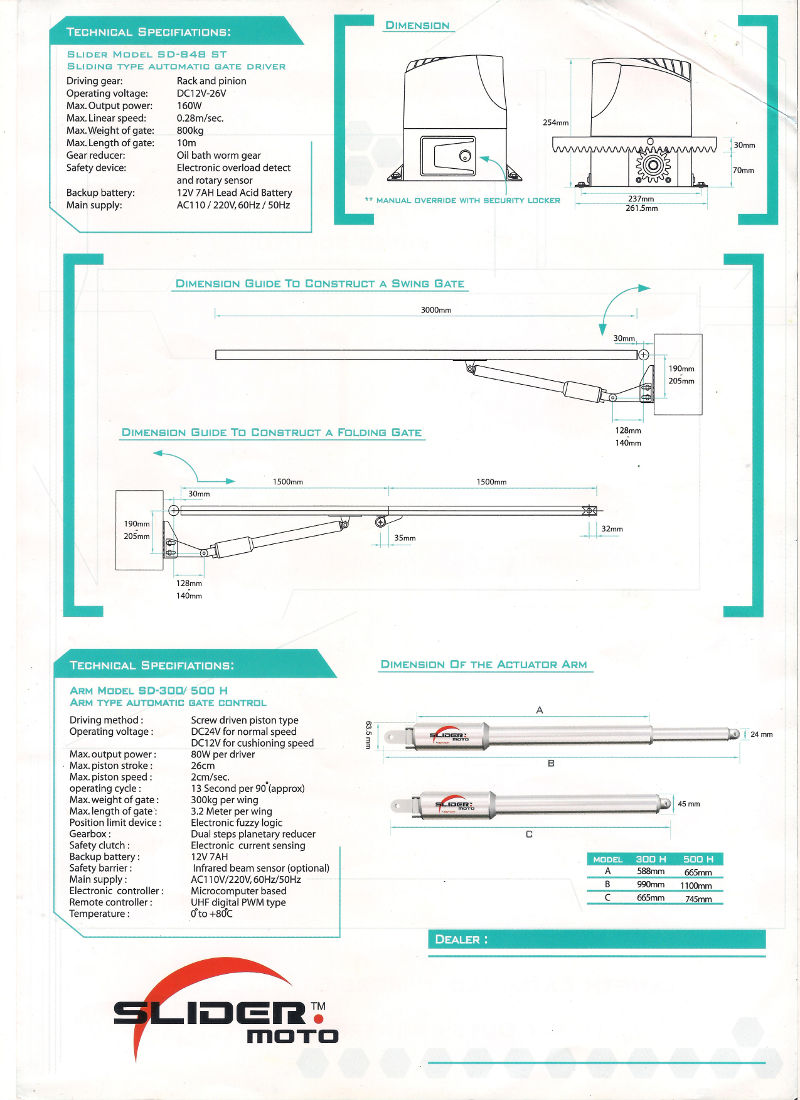 TECHNICAL SPECIFIATIONS:
SLIDER MODEL SD-848 ST
SLIDING TYPE AUTOMATIC GATE DRIVER
Driving gear: Rack and pinion
Operating voltage: DC12V-26V
Max. Output power: 160W
Max. Linear speed: 0.28m/sec.
Max. Weight of gate: 800kg
Max. Length of gate: 10m
Gear reducer: Oil bath worm gear
Safety device: Electronic overload detect
and rotary sensor
Backup battery: 12V 7AH Lead Acid Battery
Main supply: AC110 / 220V, 60Hz / 50Hz
DIMENSION
254mm
30mm
70mm
237mm
261.5mm
** MANUAL OVERRIDE WITH SECURITY LOCKER
DIMENSION GUIDE TO CONSTRUCT A SWING GATE
3000mm
30mm
190mm
205mm
128mm
140mm
DIMENSION GUIDE TO CONSTRUCT A FOLDING GATE
1500mm 1500mm
30mm
190mm
205mm
35mm
32mm
128mm
140mm
TECHNICAL SPECIFIATIONS:
ARM MODEL SD-300/ 500 H
ARM TYPE AUTOMATIC GATE CONTROL
Driving method : Screw driven piston type
Operating voltage : DC24V for normal speed
DC12V for cushioning speed
Max. output power : 80W per driver
Max. piston stroke : 26cm
Max. piston speed : 2cm/sec.
operating cycle : 13 Second per 90°(approx)
Max. weight of gate : 300kg per wing
Max. length of gate : 3.2 Meter per wing
Position limit device : Electronic fuzzy logic
Gearbox : Dual steps planetary reducer
Safety clutch : Electronic current sensing
Backup battery : 12V 7AH
Safety barrier : Infrared beam sensor (optional)
Main supply : AC110V/220V, 60Hz/50Hz
Electronic controller : Microcomputer based
Remote controller : UHF digital PWM type
Temperature : 0°to +80°C
DIMENSION OF THE ACTUATOR ARM
A
63.5 mm
SLIDER
MOTO
24 mm
B
SLIDER
MOTO
45 mm
C
MODEL 300 H 500 H
A 588mm 665mm
B 990mm 1100mm
C 665mm 745mm
DEALER :
SLIDER TM
MOTO